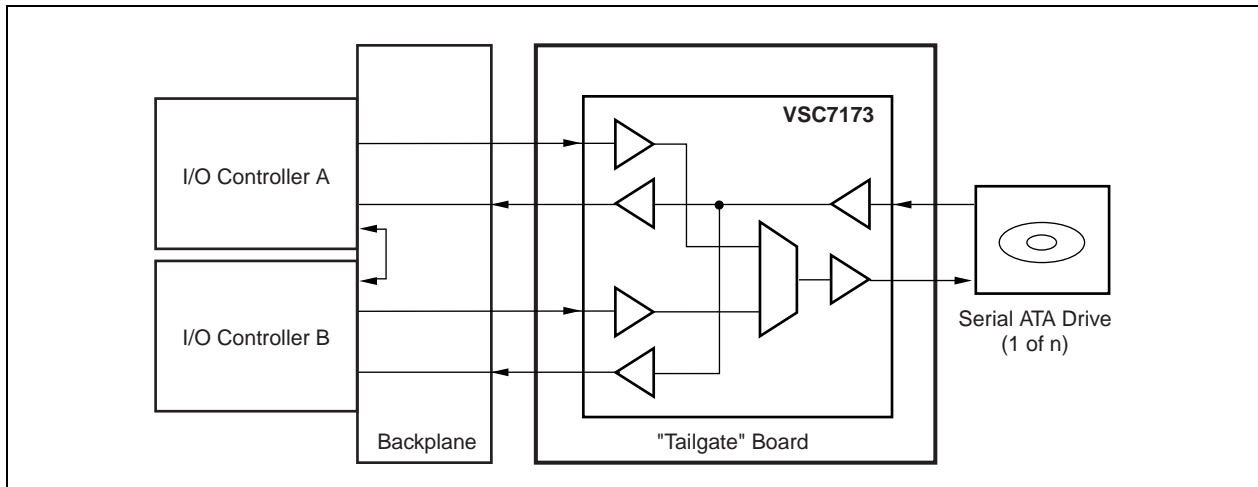 VSC7173
I/O Controller A
I/O Controller B
Serial ATA Drive
(1 of n)
Backplane
"Tailgate" Board